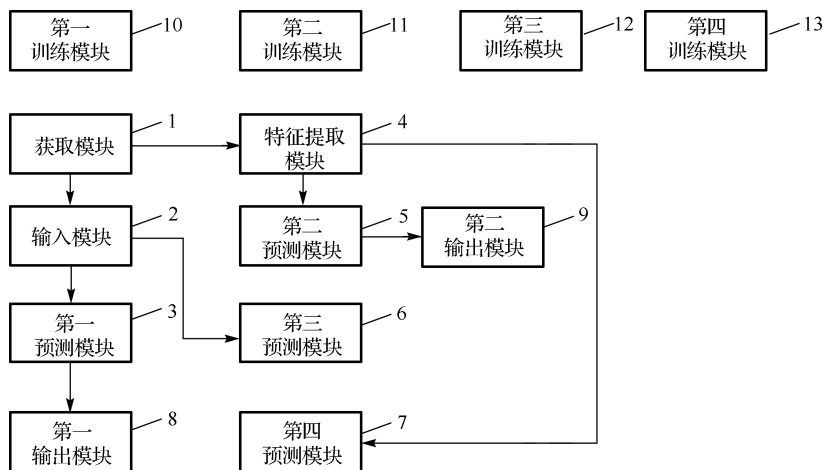 第一
训练模块
10
第二
训练模块
11
第三
训练模块
12
第四
训练模块
13
获取模块
1
特征提取
模块
4
输入模块
2
第二
预测模块
5
第二
输出模块
9
第一
预测模块
3
第三
预测模块
6
第一
输出模块
8
第四
预测模块
7